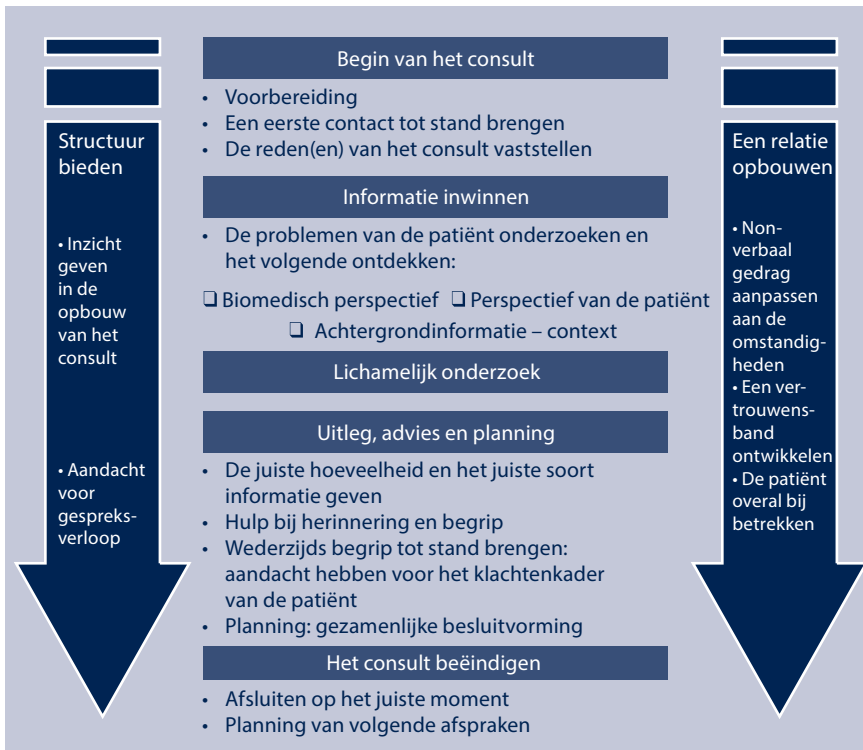 Structuur
bieden
• Inzicht
geven
in de
opbouw
van het
consult
• Aandacht
voor
gespreks-
verloop
Begin van het consult
• Voorbereiding
• Een eerste contact tot stand brengen
• De reden(en) van het consult vaststellen
Informatie inwinnen
• De problemen van de patiënt onderzoeken en
het volgende ontdekken:
❑ Biomedisch perspectief ❑ Perspectief van de patiënt
❑ Achtergrondinformatie – context
Lichamelijk onderzoek
Uitleg, advies en planning
• De juiste hoeveelheid en het juiste soort
informatie geven
• Hulp bij herinnering en begrip
• Wederzijds begrip tot stand brengen:
aandacht hebben voor het klachtenkader
van de patiënt
• Planning: gezamenlijke besluitvorming
Het consult beëindigen
• Afsluiten op het juiste moment
• Planning van volgende afspraken
Een relatie
opbouwen
• Non-
verbaal
gedrag
aanpassen
aan de
omstandig-
heden
• Een ver-
trouwens-
band
ontwikkelen
• De patiënt
overal bij
betrekken